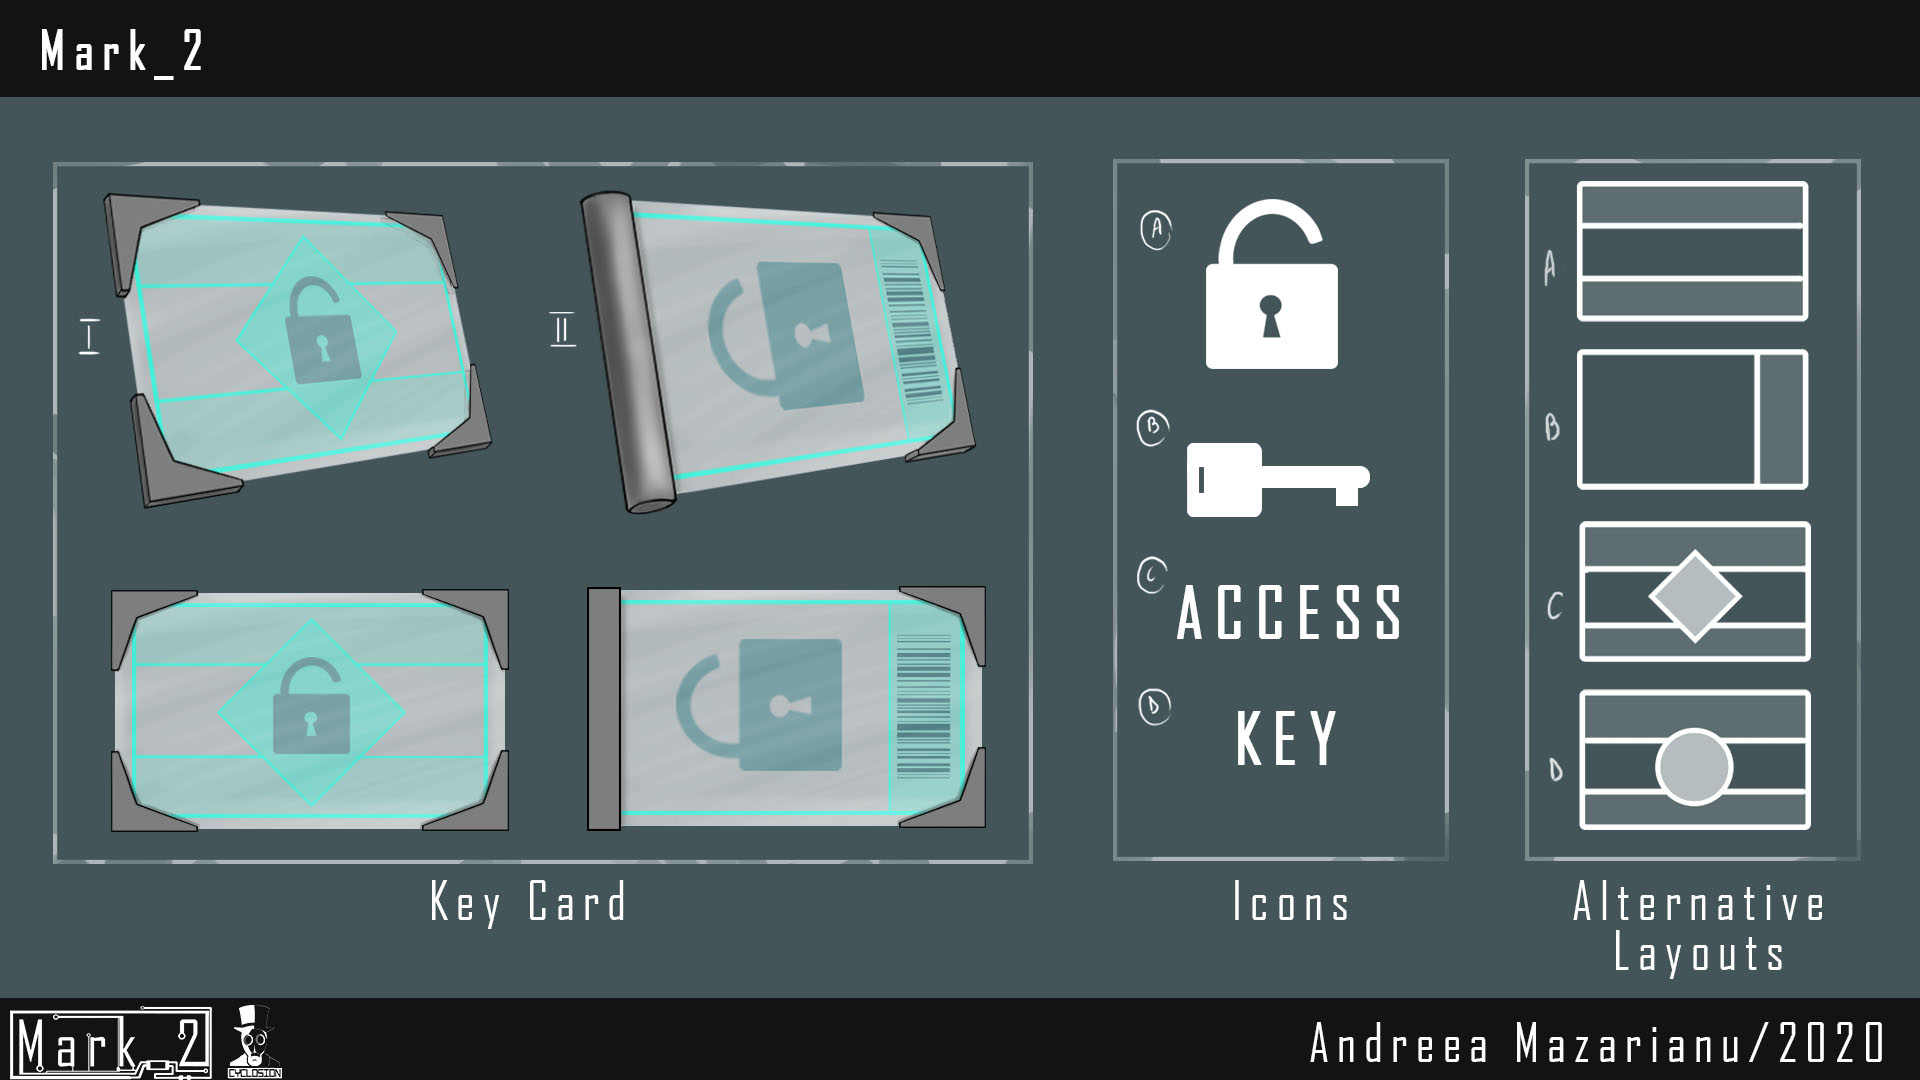 Mark_2
I
II
A
B
C
ACCESS
D
KEY
A
B
C
D
Key Card
Icons
Alternative
Layouts
Mark_2
CYCLOSION
Andreea Mazarianu/2020